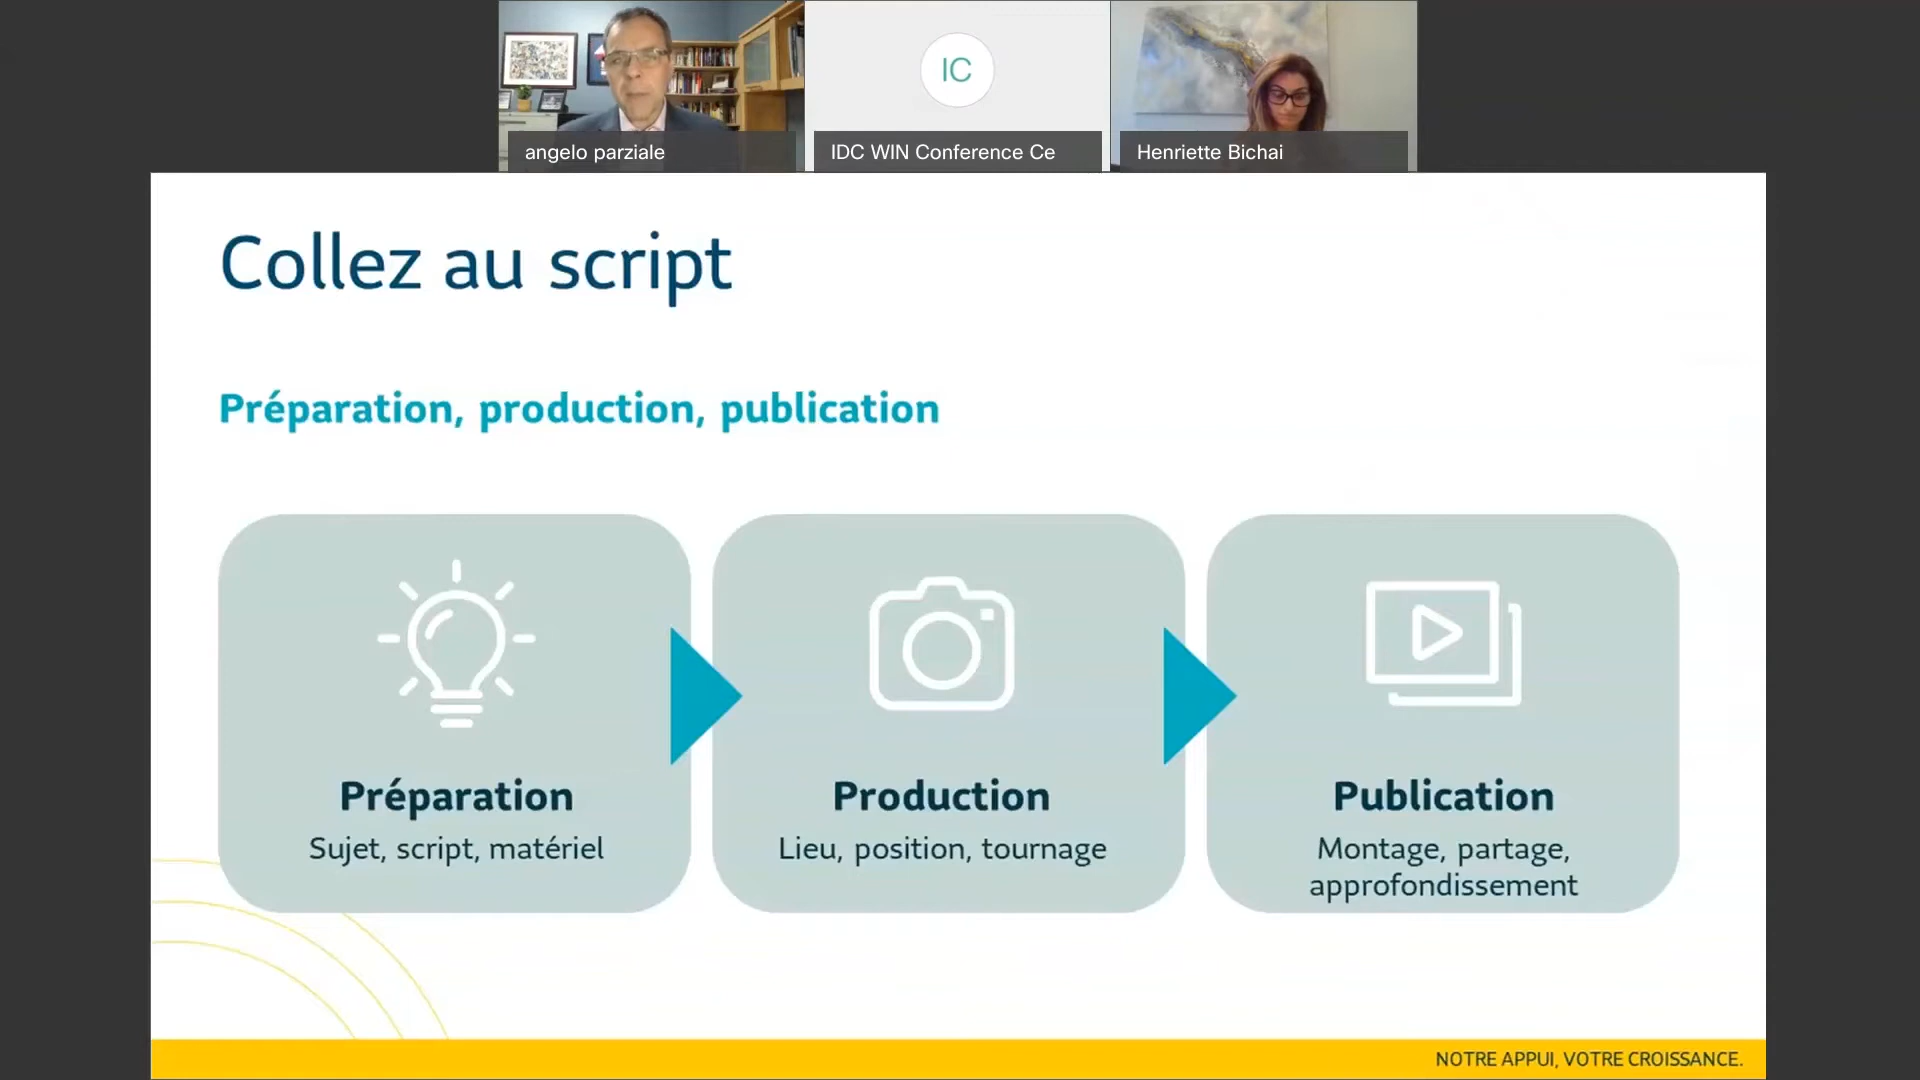 IC
angelo parziale
IDC WIN Conference Ce
Henriette Bichai
Collez au script
Préparation, production, publication
Préparation
Sujet, script, matériel
Production
Lieu, position, tournage
Publication
Montage, partage,
approfondissement
NOTRE APPUI, VOTRE CROISSANCE.